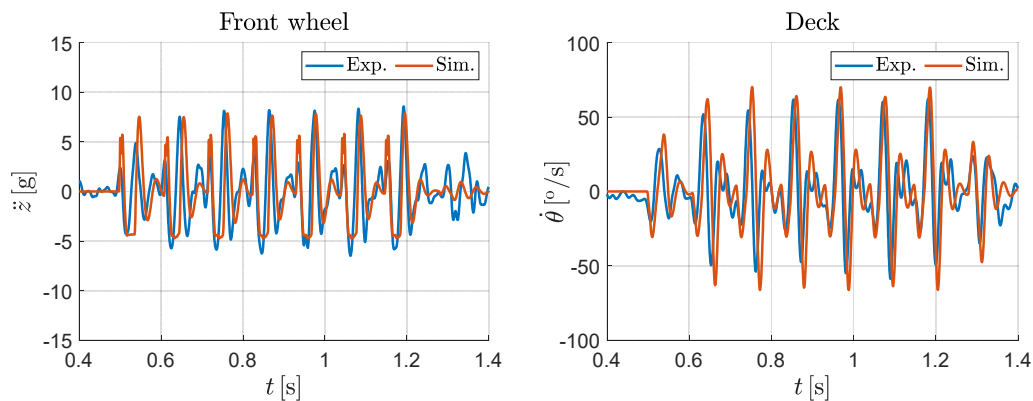 Front wheel
Deck
15
10
5
0
-5
-10
-15
z̈ [g]
Exp.
Sim.
0.4
0.6
0.8
1
1.2
1.4
t [s]
100
50
0
-50
-100
θ̇ [°/s]
Exp.
Sim.
0.4
0.6
0.8
1
1.2
1.4
t [s]